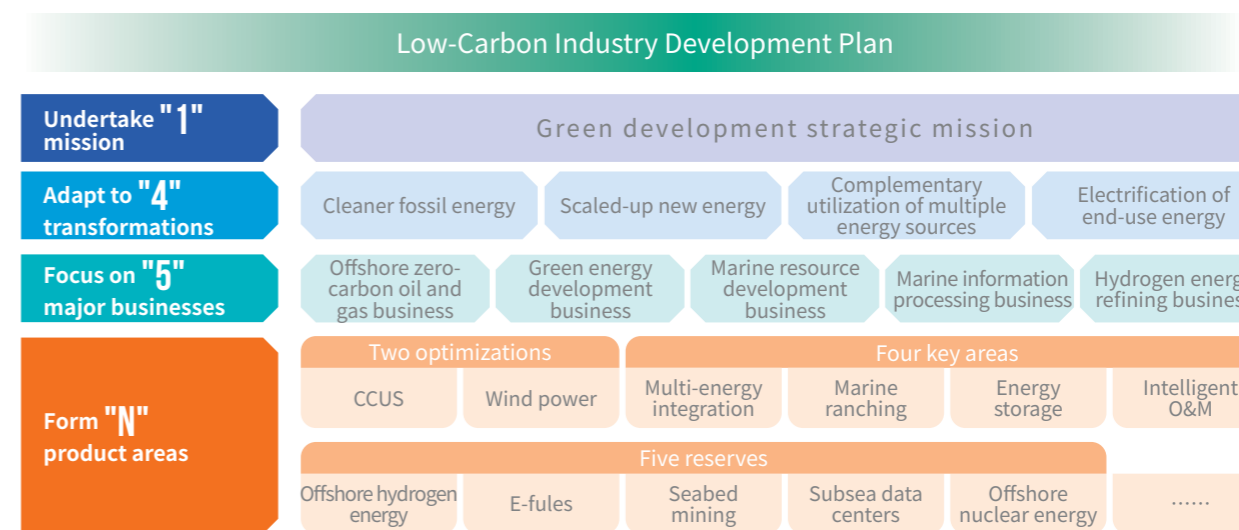 Low-Carbon Industry Development Plan
Undertake "1"
mission
Green development strategic mission
Adapt to "4"
transformations
Cleaner fossil energy
Scaled-up new energy
Complementary
utilization of multiple
energy sources
Electrification of
end-use energy
Focus on "5"
major businesses
Offshore zero-
carbon oil and
gas business
Green energy
development
business
Marine resource
development
business
Marine information
processing business
Hydrogen energ
refining busines
Form "N"
product areas
Two optimizations
CCUS
Wind power
Four key areas
Multi-energy
integration
Marine
ranching
Energy
storage
Intelligent
O&M
Five reserves
Offshore hydrogen
energy
E-fules
Seabed
mining
Subsea data
centers
Offshore
nuclear energy
......